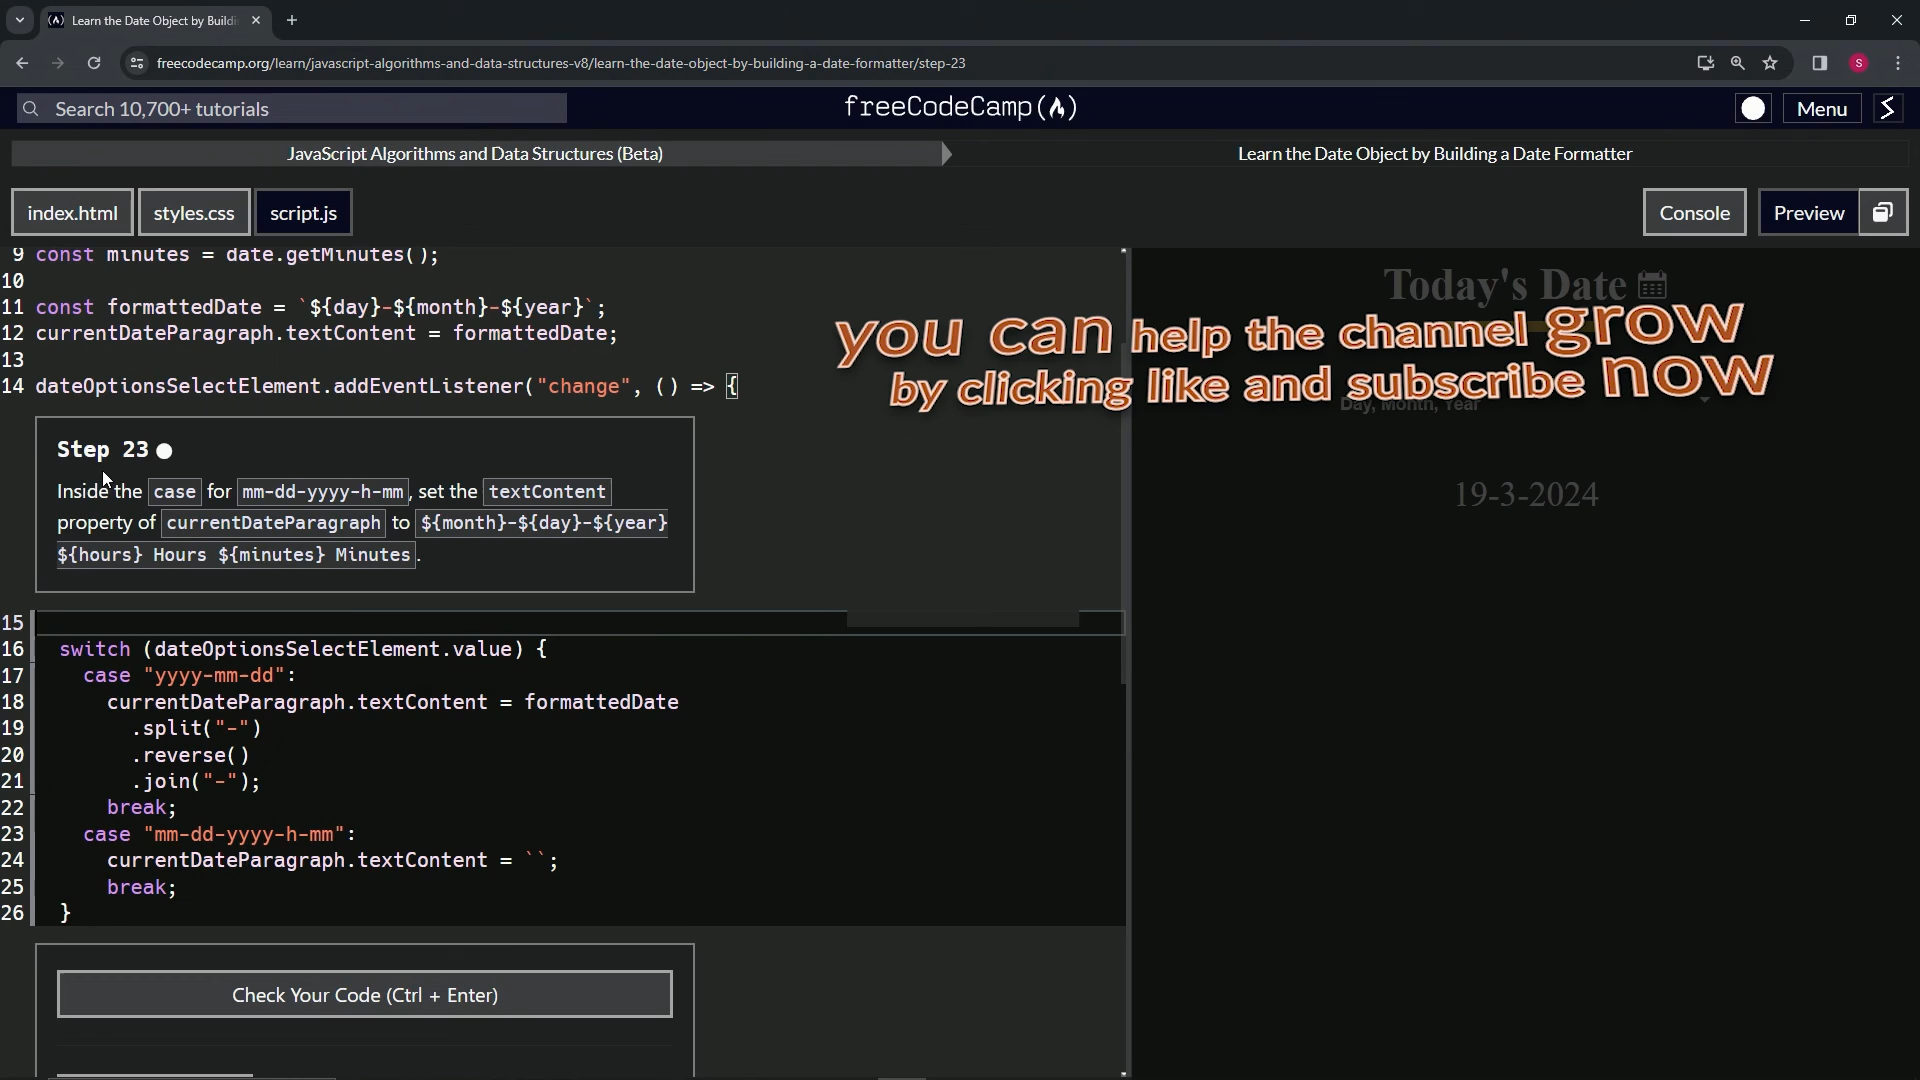 Learn the Date Object by Buildi
freecodecamp.org/learn/javascript-algorithms-and-data-structures-v8/learn-the-date-object-by-building-a-date-formatter/step-23
S
Search 10,700+ tutorials
freeCodeCamp
Menu
JavaScript Algorithms and Data Structures (Beta)
Learn the Date Object by Building a Date Formatter
index.html
styles.css
script.js
Console
Preview
9 const minutes = date.getMinutes();
10
11 const formattedDate = `${day}-${month}-${year}`;
12 currentDateParagraph.textContent = formattedDate;
13
14 dateOptionsSelectElement.addEventListener("change", () => {
Today's Date
you can help the channel grow
by clicking like and subscribe now
Day, Month, Year
19-3-2024
Step 23
Inside the case for mm-dd-yyyy-h-mm, set the textContent
property of currentDateParagraph to ${month}-${day}-${year}
${hours} Hours ${minutes} Minutes.
15
16 switch (dateOptionsSelectElement.value) {
17 case "yyyy-mm-dd":
18 currentDateParagraph.textContent = formattedDate
19 .split("-")
20 .reverse()
21 .join("-");
22 break;
23 case "mm-dd-yyyy-h-mm":
24 currentDateParagraph.textContent = ``;
25 break;
26 }
Check Your Code (Ctrl + Enter)